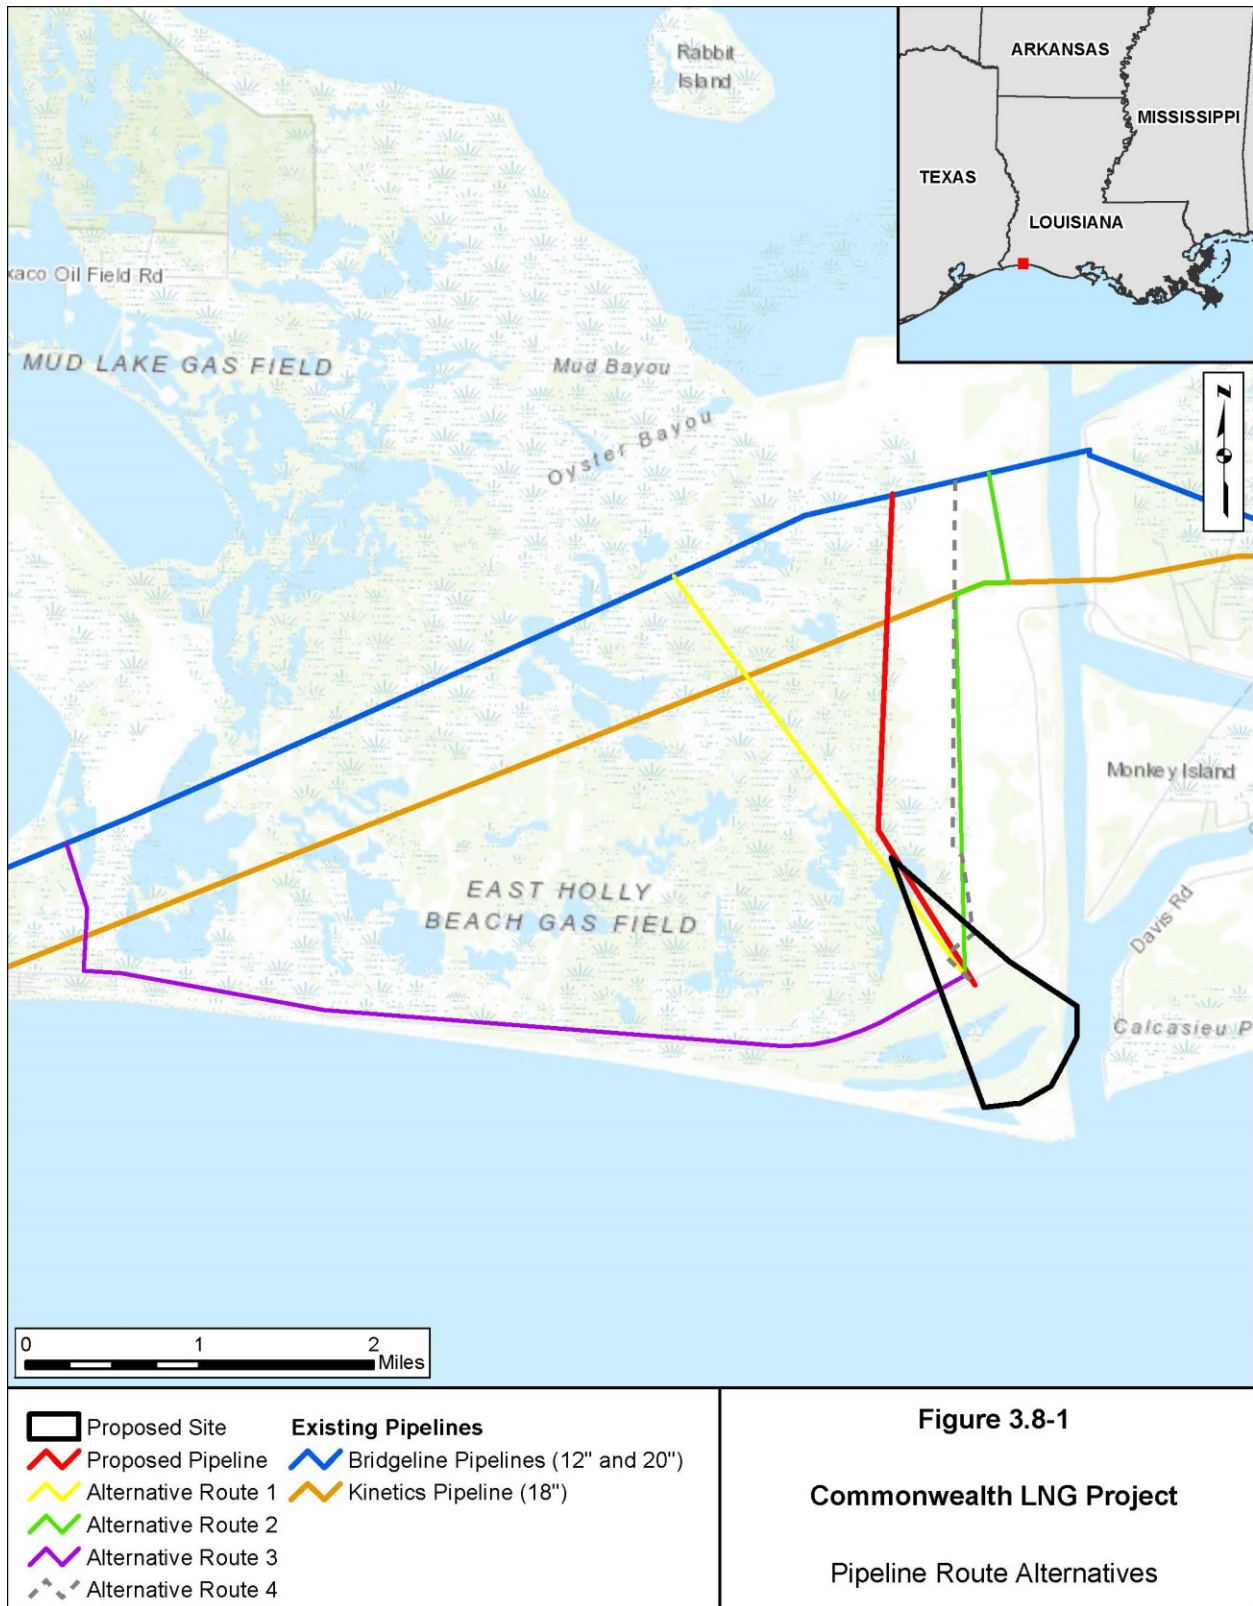 Rabbit
Island
ARKANSAS
MISSISSIPPI
TEXAS
LOUISIANA
xaco Oil Field Rd
MUD LAKE GAS FIELD
Mud Bayou
Oyster Bayou
N
Monkey Island
EAST HOLLY
BEACH GAS FIELD
Davis Rd
Calcasieu P
0 1 2
Miles
Proposed Site
Proposed Pipeline
Alternative Route 1
Alternative Route 2
Alternative Route 3
Alternative Route 4
Existing Pipelines
Bridgeline Pipelines (12" and 20")
Kinetics Pipeline (18")
Figure 3.8-1
Commonwealth LNG Project
Pipeline Route Alternatives